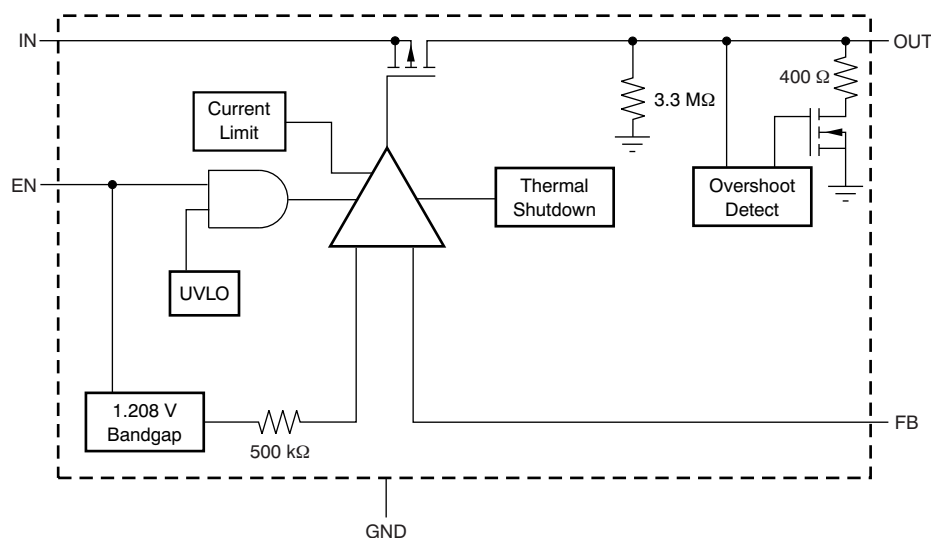 IN
OUT
400 Ω
3.3 MΩ
Current
Limit
EN
Thermal
Shutdown
Overshoot
Detect
UVLO
1.208 V
Bandgap
500 kΩ
FB
GND